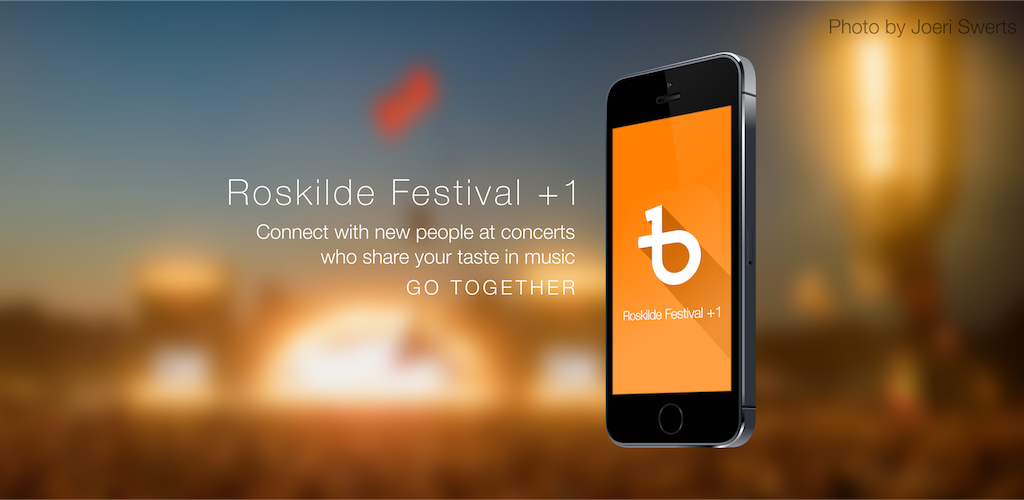 Photo by Joeri Swerts
Roskilde Festival +1
Connect with new people at concerts
who share your taste in music
GO TOGETHER
Roskilde Festival +1